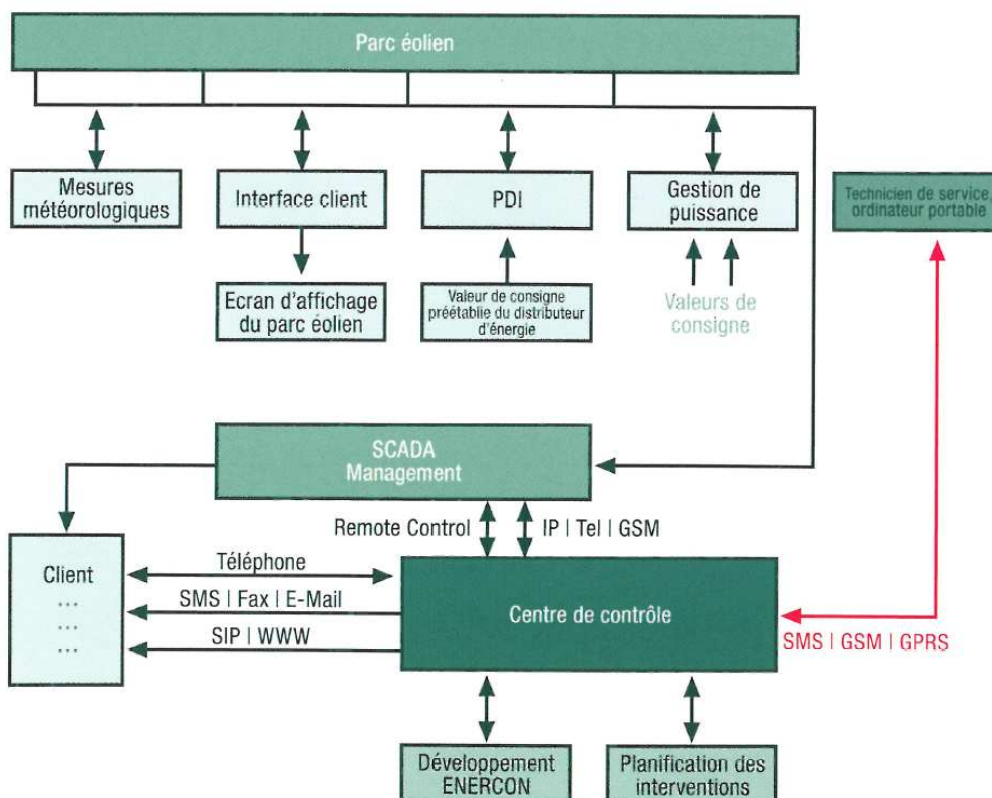 Parc éolien
Mesures
météorologiques
Interface client
PDI
Gestion de
puissance
Technicien de service,
ordinateur portable
Ecran d'affichage
du parc éolien
Valeur de consigne
préétablie du distributeur
d'énergie
Valeurs de
consigne
SCADA
Management
Remote Control
IP | Tel | GSM
Client
...
...
...
Téléphone
SMS | Fax | E-Mail
SIP | WWW
Centre de contrôle
SMS | GSM | GPRS
Développement
ENERCON
Planification des
interventions